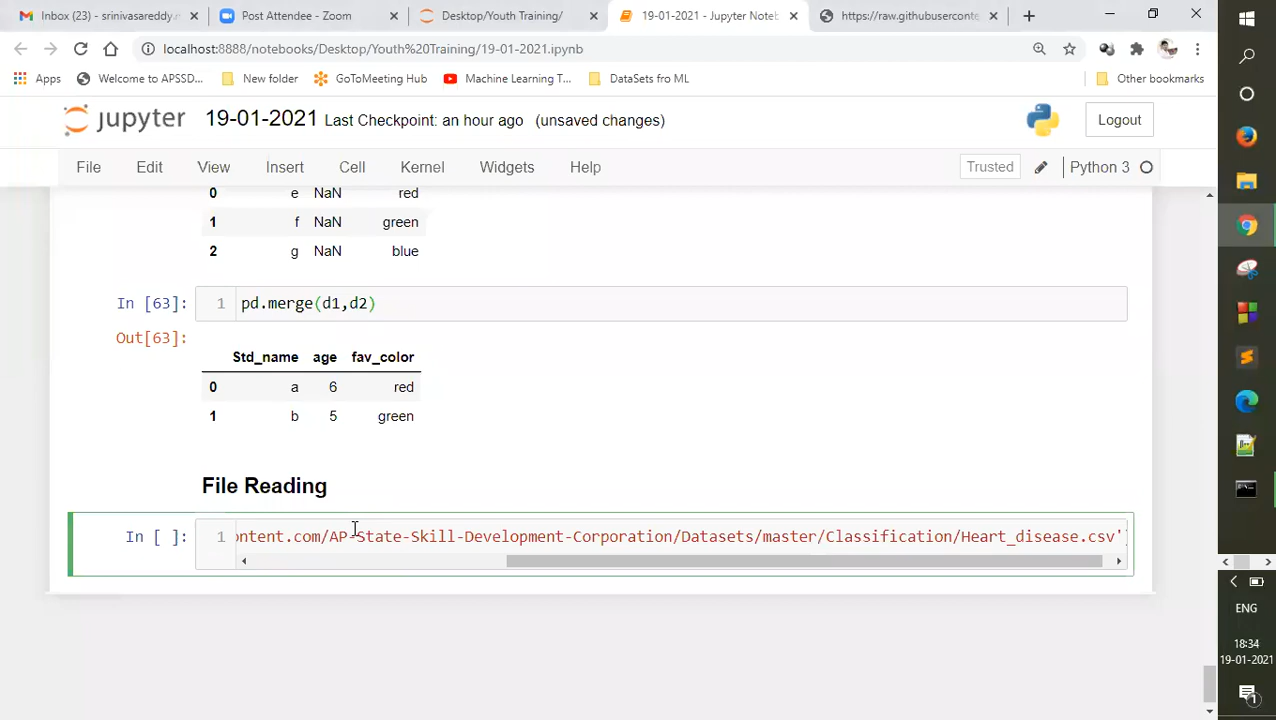 Inbox (23) - srinivasareddy.n
Post Attendee - Zoom
Desktop/Youth Training/
19-01-2021 - Jupyter Noteb
https://raw.githubuserconte
localhost:8888/notebooks/Desktop/Youth%20Training/19-01-2021.ipynb
Apps
Welcome to APSSD...
New folder
GoToMeeting Hub
Machine Learning T...
DataSets fro ML
Other bookmarks
jupyter 19-01-2021 Last Checkpoint: an hour ago (unsaved changes)
Logout
File Edit View Insert Cell Kernel Widgets Help
Trusted
Python 3
0 e NaN red
1 f NaN green
2 g NaN blue
In [63]: 1 pd.merge(d1,d2)
Out[63]:
Std_name age fav_color
0 a 6 red
1 b 5 green
File Reading
In [ ]: 1 ontent.com/AP-State-Skill-Development-Corporation/Datasets/master/Classification/Heart_disease.csv'
ENG
18:34
19-01-2021
1